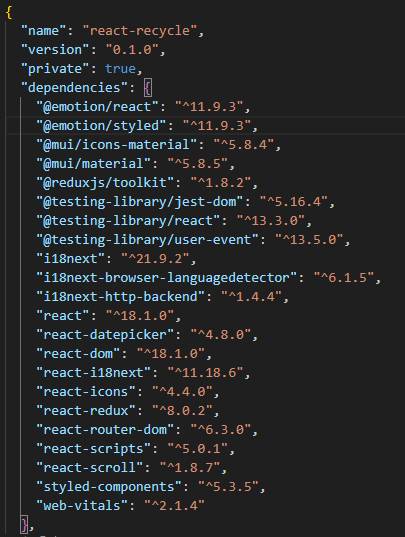 {
"name": "react-recycle",
"version": "0.1.0",
"private": true,
"dependencies": {
"@emotion/react": "^11.9.3",
"@emotion/styled": "^11.9.3",
"@mui/icons-material": "^5.8.4",
"@mui/material": "^5.8.5",
"@reduxjs/toolkit": "^1.8.2",
"@testing-library/jest-dom": "^5.16.4",
"@testing-library/react": "^13.3.0",
"@testing-library/user-event": "^13.5.0",
"i18next": "^21.9.2",
"i18next-browser-languagedetector": "^6.1.5",
"i18next-http-backend": "^1.4.4",
"react": "^18.1.0",
"react-datepicker": "^4.8.0",
"react-dom": "^18.1.0",
"react-i18next": "^11.18.6",
"react-icons": "^4.4.0",
"react-redux": "^8.0.2",
"react-router-dom": "^6.3.0",
"react-scripts": "^5.0.1",
"react-scroll": "^1.8.7",
"styled-components": "^5.3.5",
"web-vitals": "^2.1.4"
},